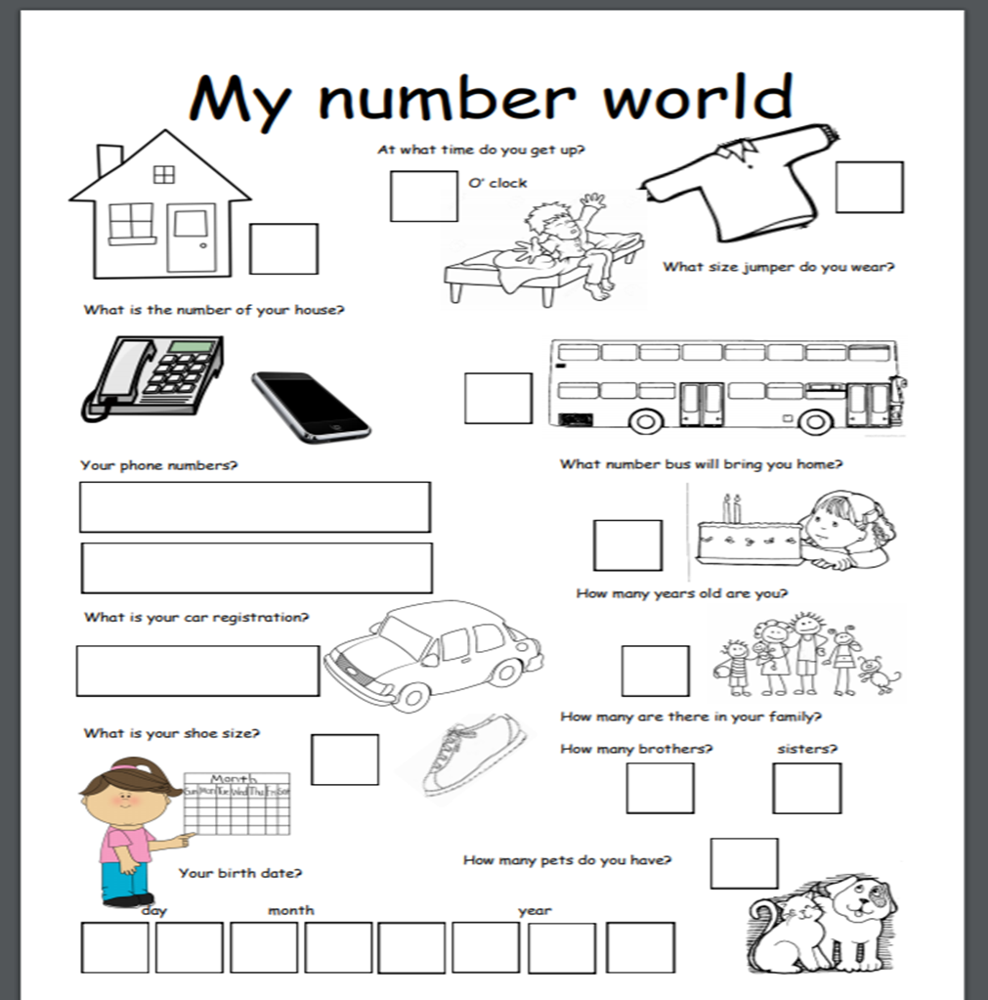 My number world
At what time do you get up?
O' clock
What size jumper do you wear?
What is the number of your house?
Your phone numbers?
What number bus will bring you home?
How many years old are you?
What is your car registration?
How many are there in your family?
What is your shoe size?
How many brothers? sisters?
Month
Sun Mon Tue Wed Thu Fri Sat
How many pets do you have?
Your birth date?
day month year